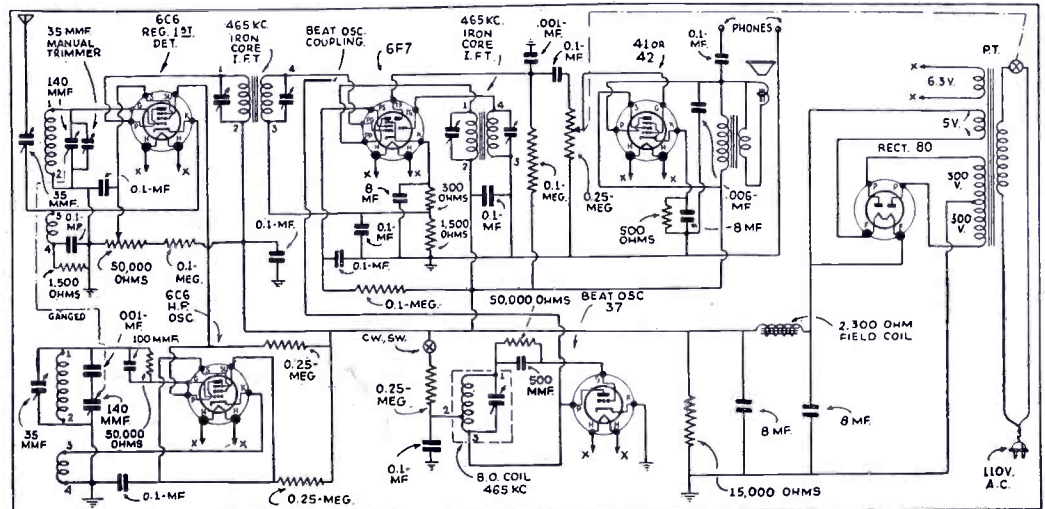 35 MMF.
MANUAL
TRIMMER
6C6
REG. 1ST.
DET.
465 KC.
IRON
CORE
I.F.T.
BEAT OSC.
COUPLING.
6F7
465 KC.
IRON
CORE
I.F.T.
.001-
MF.
0.1-
MF.
41 OR
42
0.1-
MF.
PHONES
P.T.
X
6.3 V.
X
5 V.
RECT. 80
300
V.
300
V.
140
MMF
35
MMF.
0.1-MF
0.1-
MF.
1,500
OHMS
50,000
OHMS
0.1-
MEG.
0.1-MF.
8
MF
300
OHMS
1,500
OHMS
0.1-
MF
0.1-MF.
0.1-
MF
0.1-
MEG.
0.25-
MEG
500
OHMS
8 MF
.006-
MF
0.1-MEG.
GANGED
6C6
H.F.
OSC
.001-
MF.
100 MMF.
35
MMF
140
MMF.
50,000
OHMS
0.1-MF
0.25-
MEG
0.25-MEG.
C.W., SW.
0.25-
MEG.
0.1-
MF
50,000 OHMS
BEAT OSC
37
500
MMF.
B.O. COIL
465 KC
2,300 OHM
FIELD COIL
15,000 OHMS
8 MF.
8 MF.
110V.
A.C.